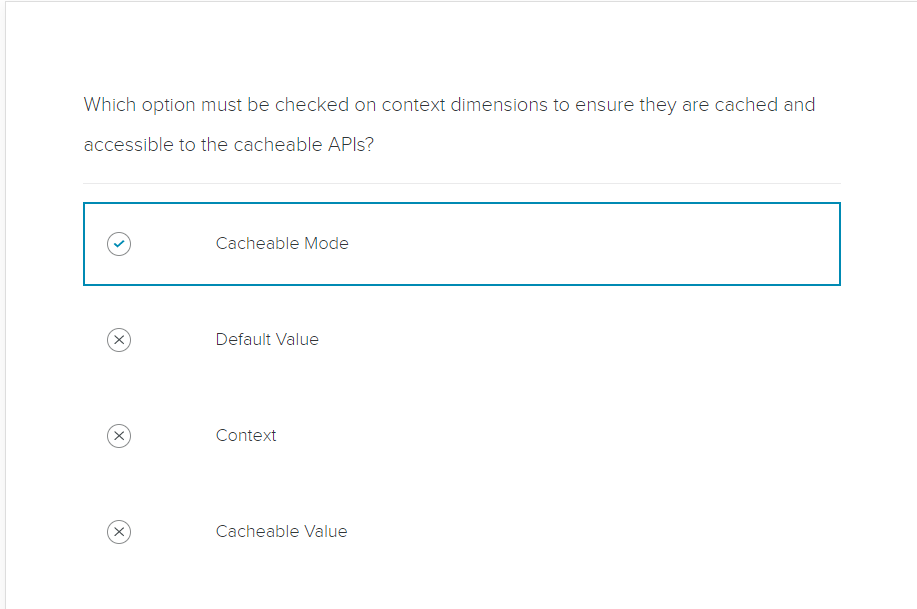 Which option must be checked on context dimensions to ensure they are cached and
accessible to the cacheable APIs?
Cacheable Mode
Default Value
Context
Cacheable Value